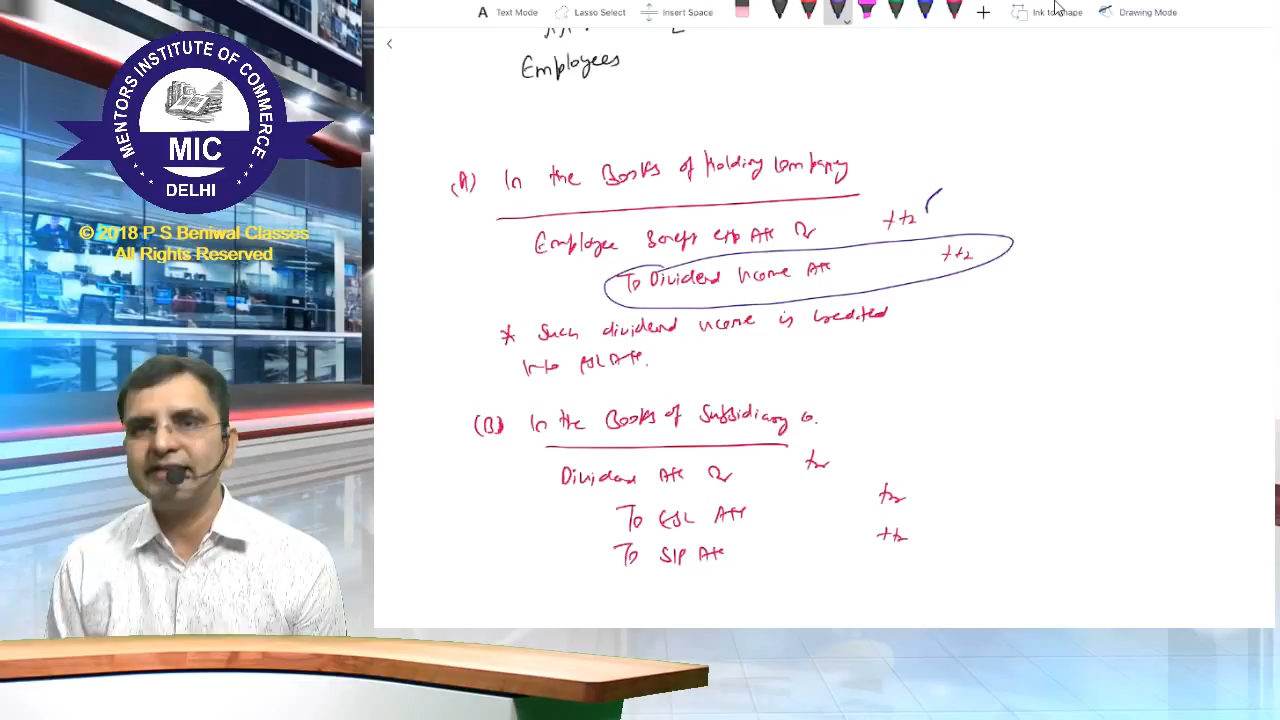 Text Mode Lasso Select Insert Space Ink to Shape Drawing Mode
MENTORS INSTITUTE OF COMMERCE
MIC
DELHI
© 2018 P S Beniwal Classes
All Rights Reserved
Employees
(A) In the Books of Holding Company
Employee Benefit exp A/c Dr
To Dividend Income A/c
* Such dividend income is credited
into A/c.
(B) In the Books of Subsidiary Co.
Dividend A/c Dr
To A/c
To A/c